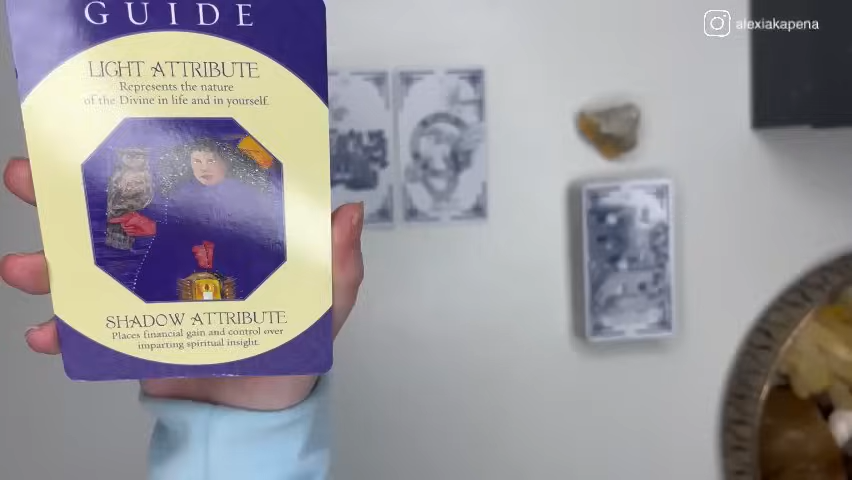 GUIDE
alexiakapena
LIGHT ATTRIBUTE
Represents the nature
of the Divine in life and in yourself.
SHADOW ATTRIBUTE
Places financial gain and control over
imparting spiritual insight.